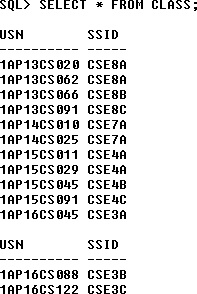 SQL> SELECT * FROM CLASS;
USN SSID
---------- -----
1AP13CS020 CSE8A
1AP13CS062 CSE8A
1AP13CS066 CSE8B
1AP13CS091 CSE8C
1AP14CS010 CSE7A
1AP14CS025 CSE7A
1AP15CS011 CSE4A
1AP15CS029 CSE4A
1AP15CS045 CSE4B
1AP15CS091 CSE4C
1AP16CS045 CSE3A
USN SSID
---------- -----
1AP16CS088 CSE3B
1AP16CS122 CSE3C